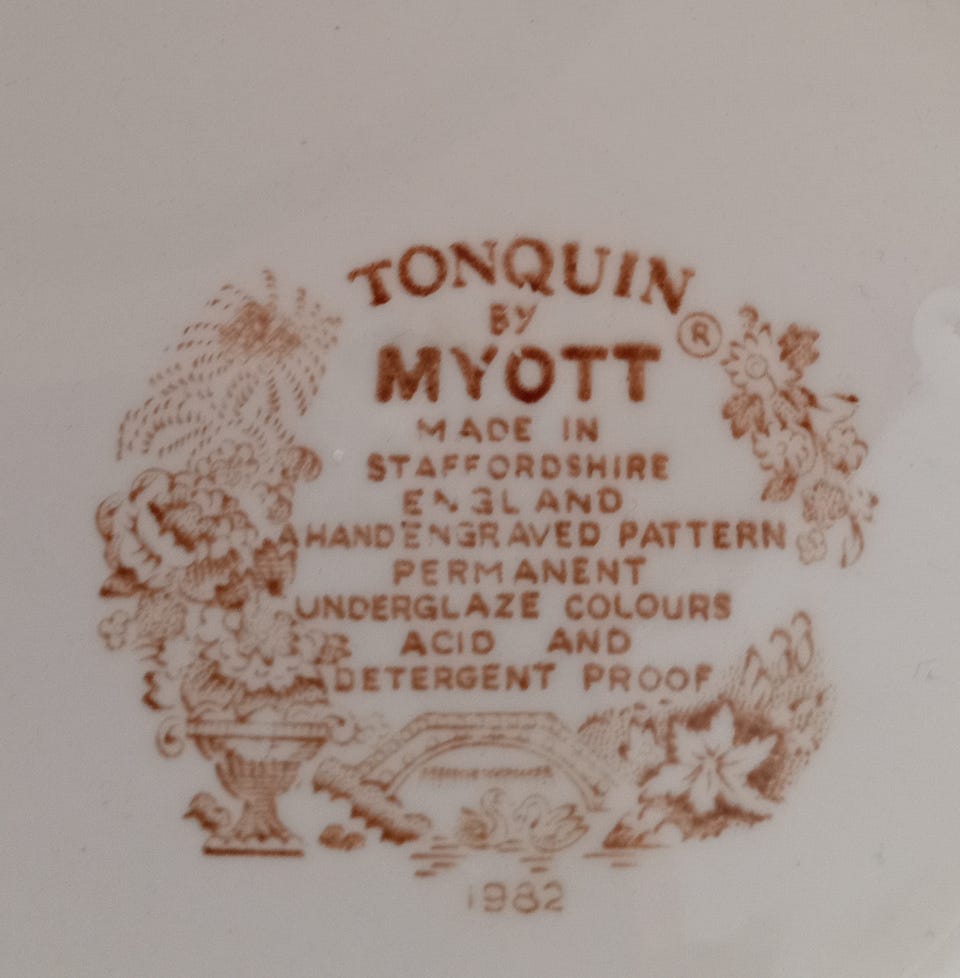 TONQUIN
BY
MYOTT ®
MADE IN
STAFFORDSHIRE
ENGLAND
A HAND ENGRAVED PATTERN
PERMANENT
UNDERGLAZE COLOURS
ACID AND
DETERGENT PROOF
1982